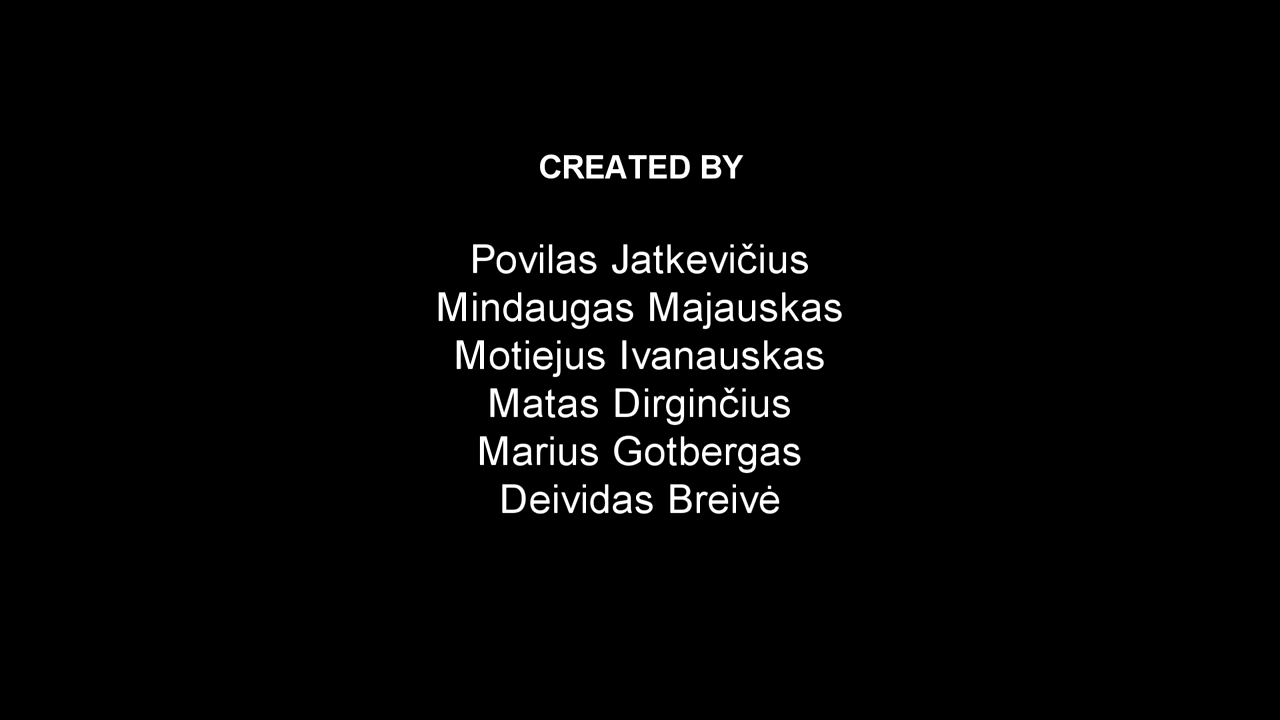 CREATED BY
Povilas Jatkevičius
Mindaugas Majauskas
Motiejus Ivanauskas
Matas Dirginčius
Marius Gotbergas
Deividas Breivė